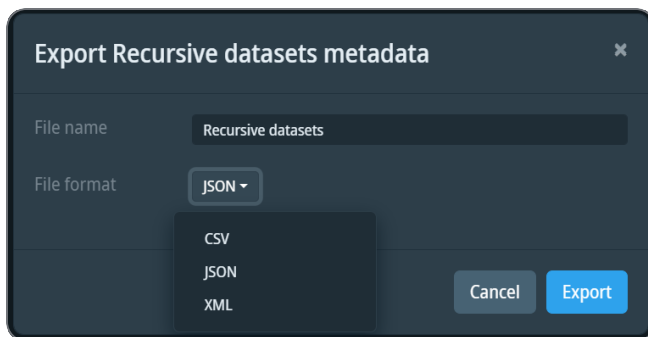 Export Recursive datasets metadata
File name
Recursive datasets
File format
JSON
CSV
JSON
XML
Cancel
Export